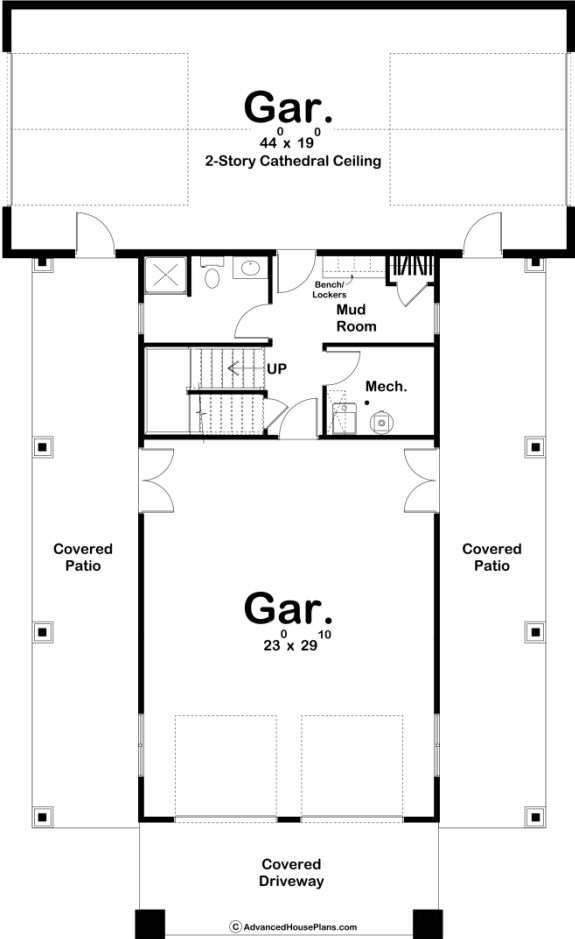 Gar.
44⁰ x 19⁰
2-Story Cathedral Ceiling
Bench/
Lockers
Mud
Room
UP
Mech.
Covered
Patio
Covered
Patio
Gar.
23⁰ x 29¹⁰
Covered
Driveway
© AdvancedHousePlans.com